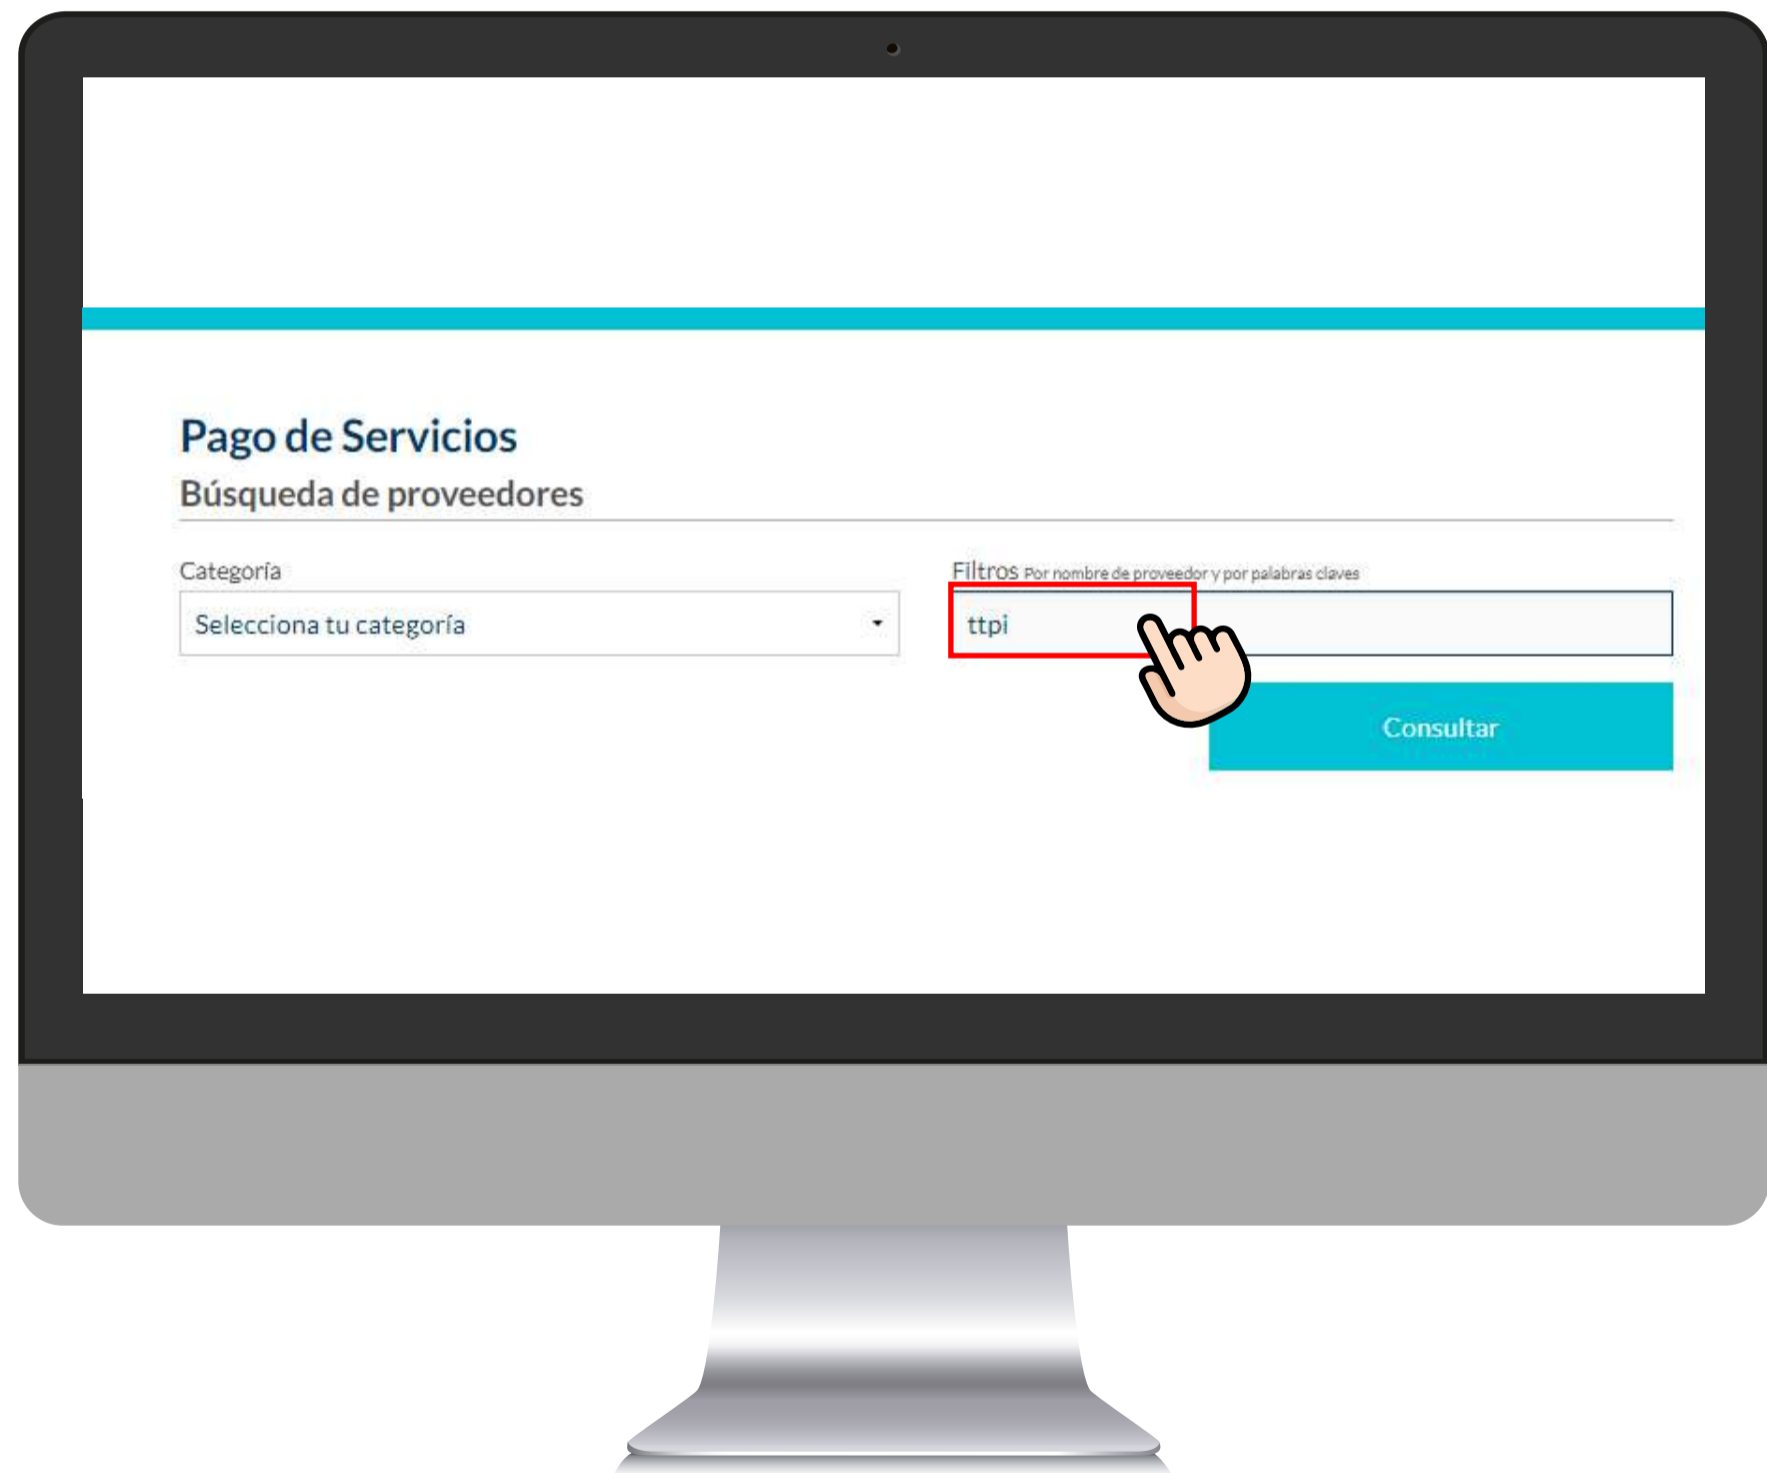 Pago de Servicios
Búsqueda de proveedores
Categoría
Selecciona tu categoría
Filtros Por nombre de proveedor y por palabras claves
ttpi
Consultar